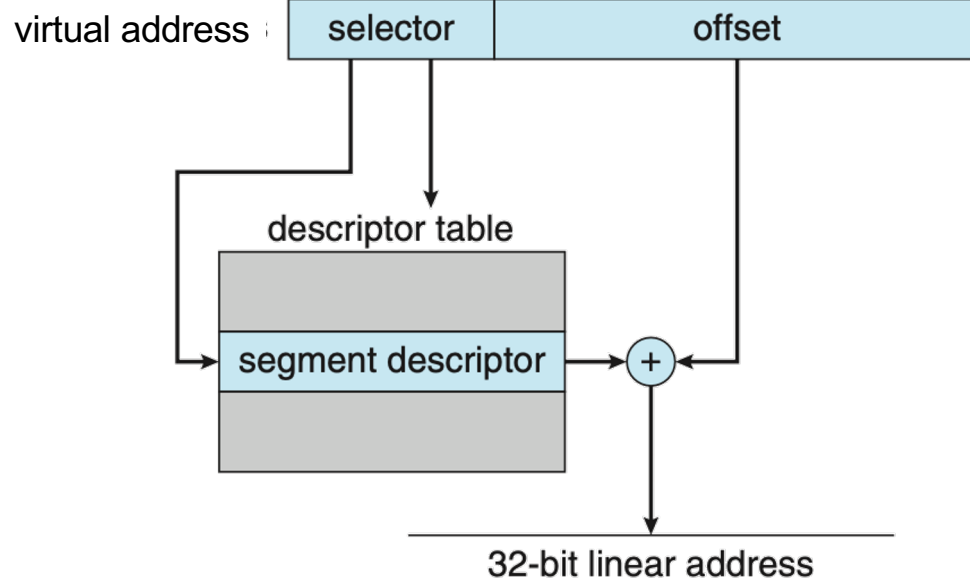 virtual address
selector
offset
descriptor table
segment descriptor
+
32-bit linear address